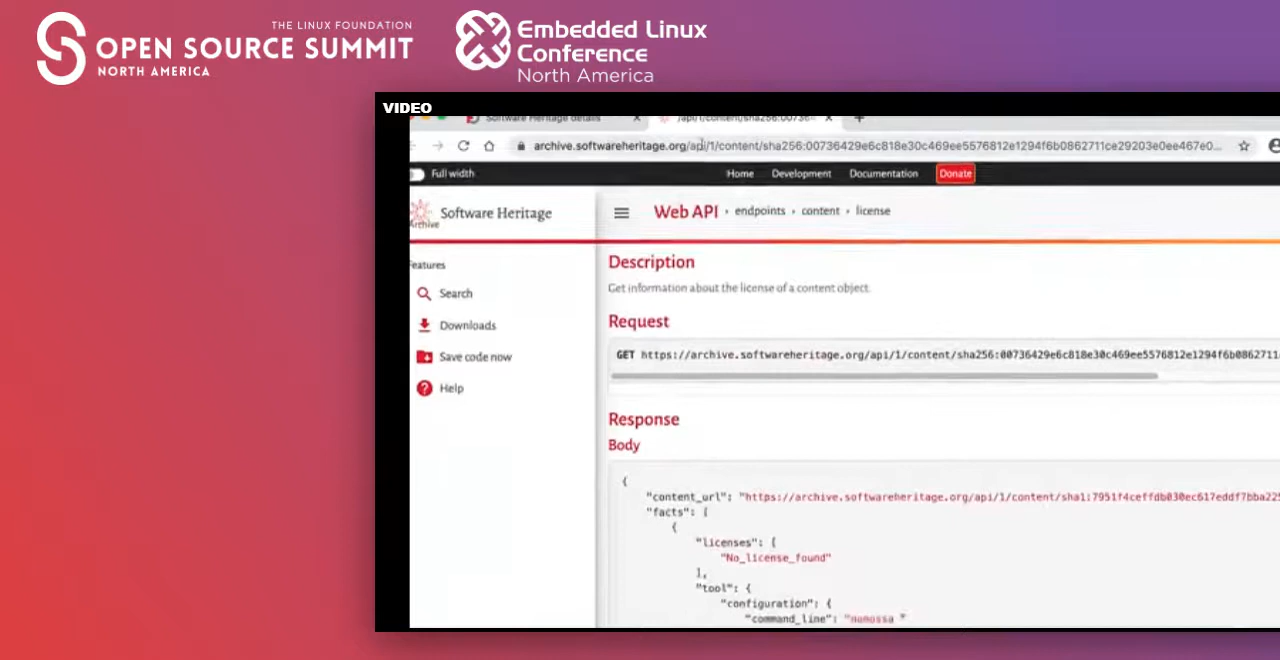 THE LINUX FOUNDATION
OPEN SOURCE SUMMIT
NORTH AMERICA
Embedded Linux
Conference
North America
VIDEO
Software Heritage details
archive.softwareheritage.org/api/1/content/sha256:00736429e6c818e30c469ee5576812e1294f6b0862711ce29203e0ee467e0...
Full width
Home Development Documentation Donate
Software Heritage
Archive
Web API › endpoints › content › license
Features
Search
Downloads
Save code now
Help
Description
Get information about the license of a content object.
Request
GET https://archive.softwareheritage.org/api/1/content/sha256:00736429e6c818e30c469ee5576812e1294f6b0862711
Response
Body
{
"content_url": "https://archive.softwareheritage.org/api/1/content/sha1:7951f4ceffdb030ec617eddf7bba225
"facts": [
{
"licenses": [
"No_license_found"
],
"tool": {
"configuration": {
"command_line": "nomossa "